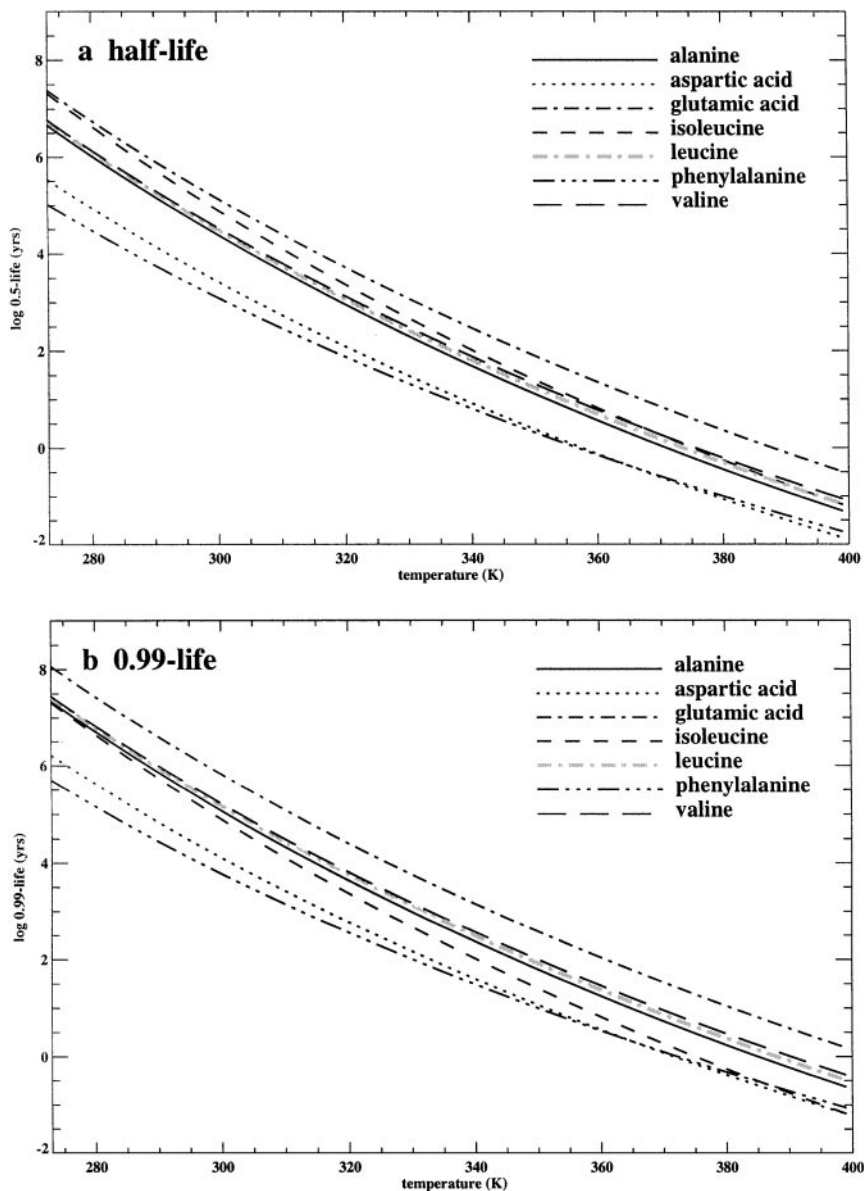 a half-life
alanine
aspartic acid
glutamic acid
isoleucine
leucine
phenylalanine
valine
log 0.5-life (yrs)
8
6
4
2
0
-2
280
300
320
340
360
380
400
temperature (K)
b 0.99-life
alanine
aspartic acid
glutamic acid
isoleucine
leucine
phenylalanine
valine
log 0.99-life (yrs)
8
6
4
2
0
-2
280
300
320
340
360
380
400
temperature (K)